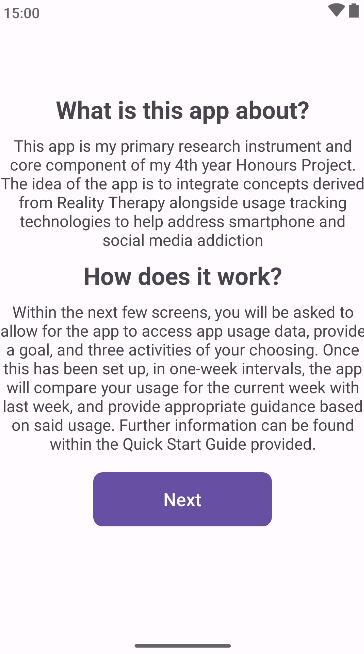 15:00
What is this app about?
This app is my primary research instrument and
core component of my 4th year Honours Project.
The idea of the app is to integrate concepts derived
from Reality Therapy alongside usage tracking
technologies to help address smartphone and
social media addiction
How does it work?
Within the next few screens, you will be asked to
allow for the app to access app usage data, provide
a goal, and three activities of your choosing. Once
this has been set up, in one-week intervals, the app
will compare your usage for the current week with
last week, and provide appropriate guidance based
on said usage. Further information can be found
within the Quick Start Guide provided.
Next